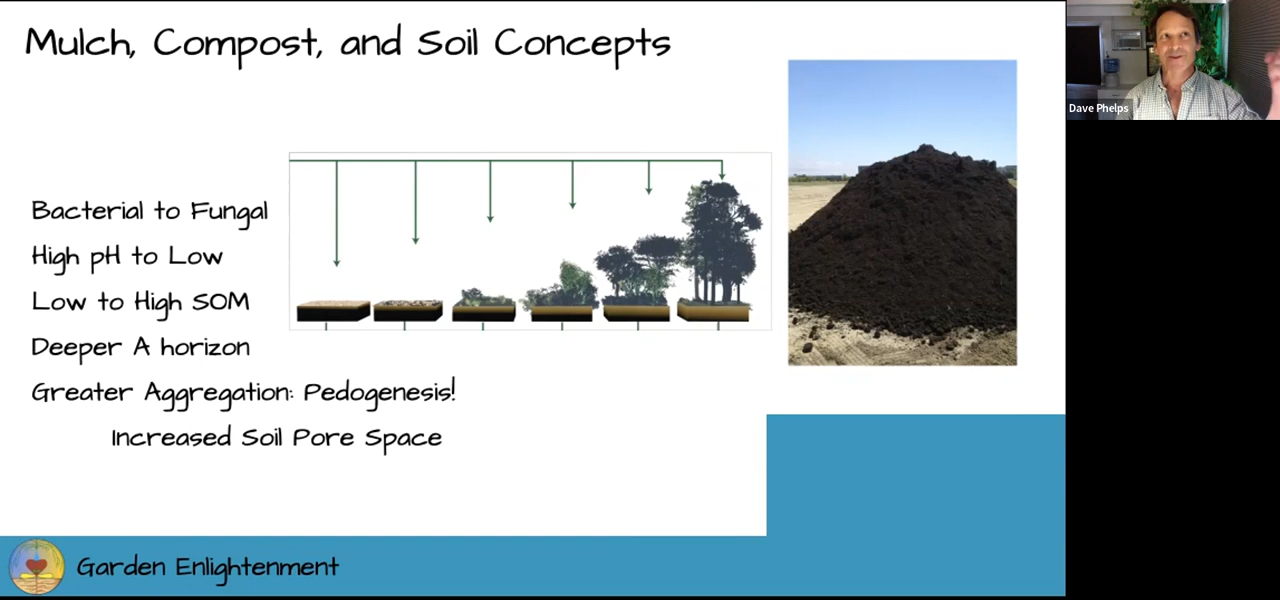 Mulch, Compost, and Soil Concepts
Dave Phelps
Bacterial to Fungal
High pH to Low
Low to High SOM
Deeper A horizon
Greater Aggregation: Pedogenesis!
Increased Soil Pore Space
Garden Enlightenment